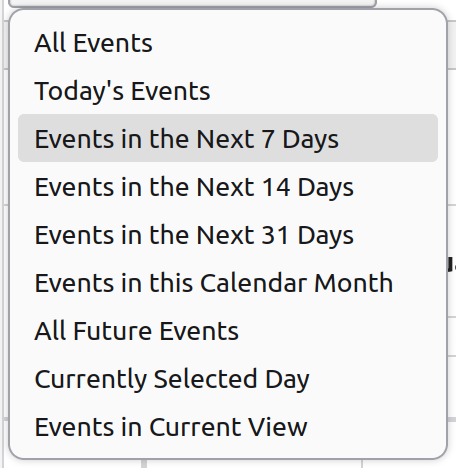 All Events
Today's Events
Events in the Next 7 Days
Events in the Next 14 Days
Events in the Next 31 Days
Events in this Calendar Month
All Future Events
Currently Selected Day
Events in Current View